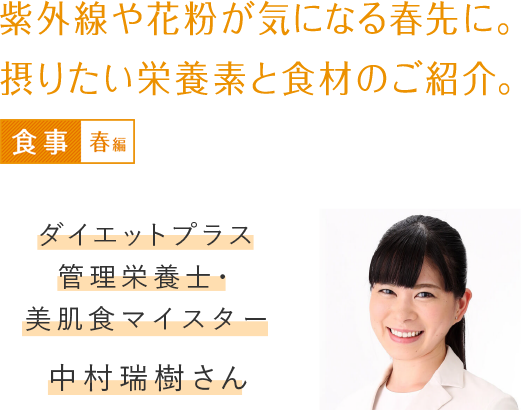 紫外線や花粉が気になる春先に。
摂りたい栄養素と食材のご紹介。
食事 春編
ダイエットプラス
管理栄養士・
美肌食マイスター
中村瑞樹さん